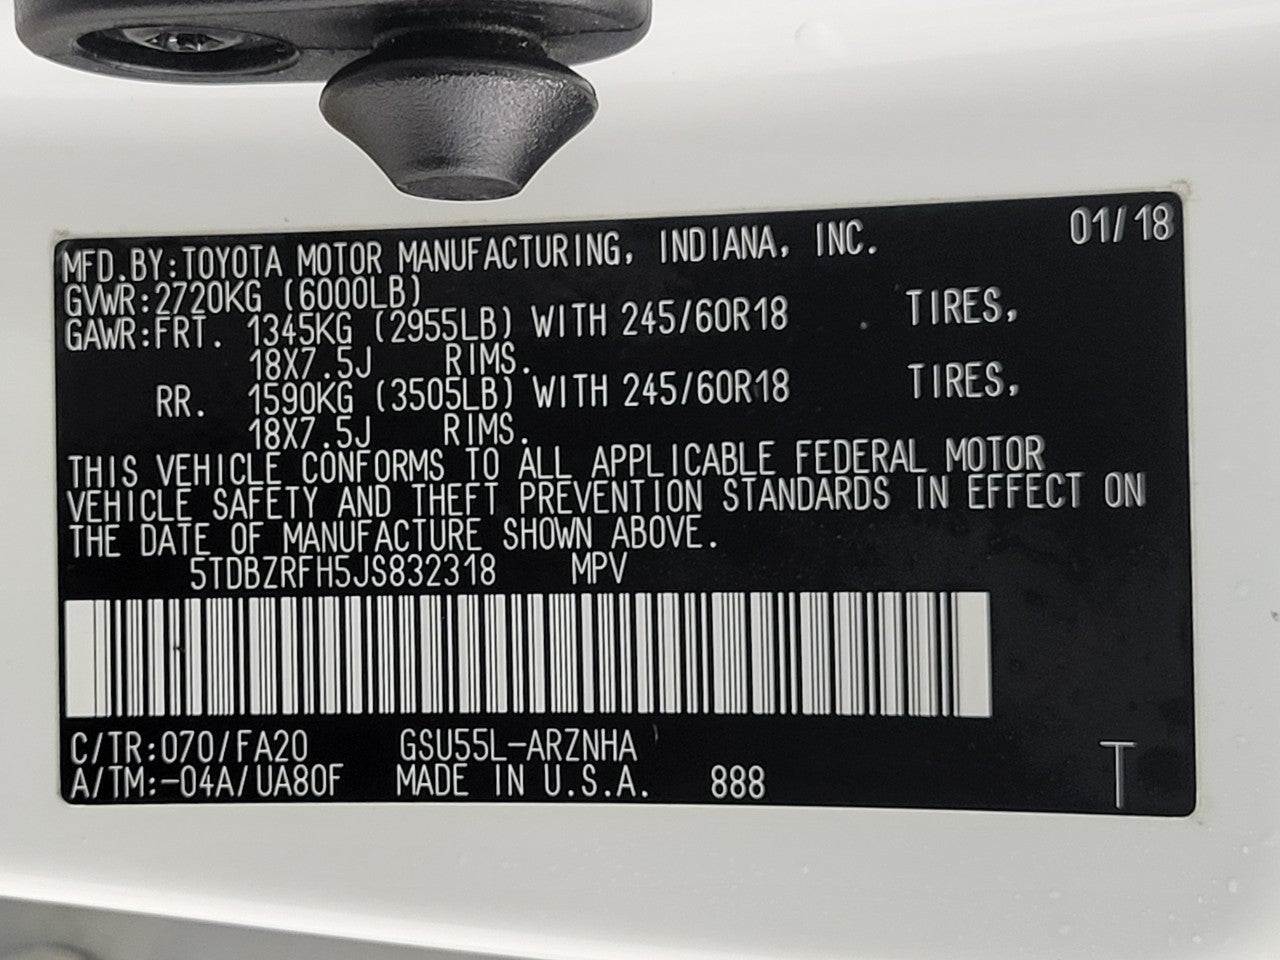 MFD.BY:TOYOTA MOTOR MANUFACTURING, INDIANA, INC. 01/18
GVWR:2720KG (6000LB)
GAWR:FRT. 1345KG (2955LB) WITH 245/60R18 TIRES,
18X7.5J RIMS.
RR. 1590KG (3505LB) WITH 245/60R18 TIRES,
18X7.5J RIMS.
THIS VEHICLE CONFORMS TO ALL APPLICABLE FEDERAL MOTOR
VEHICLE SAFETY AND THEFT PREVENTION STANDARDS IN EFFECT ON
THE DATE OF MANUFACTURE SHOWN ABOVE.
5TDBZRFH5JS832318 MPV
C/TR:070/FA20 GSU55L-ARZNHA
A/TM:-04A/UA80F MADE IN U.S.A. 888 T